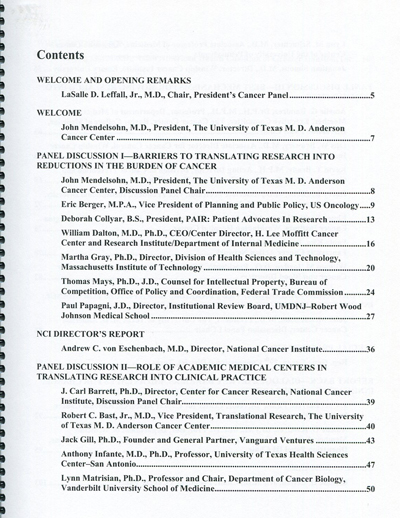 Contents
WELCOME AND OPENING REMARKS
LaSalle D. Leffall, Jr., M.D., Chair, President's Cancer Panel.....................................5
WELCOME
John Mendelsohn, M.D., President, The University of Texas M. D. Anderson
Cancer Center ....................................................................................................7
PANEL DISCUSSION I—BARRIERS TO TRANSLATING RESEARCH INTO
REDUCTIONS IN THE BURDEN OF CANCER
John Mendelsohn, M.D., President, The University of Texas M. D. Anderson
Cancer Center, Discussion Panel Chair.............................................................8
Eric Berger, M.P.A., Vice President of Planning and Public Policy, US Oncology.....9
Deborah Collyar, B.S., President, PAIR: Patient Advocates In Research ................13
William Dalton, M.D., Ph.D., CEO/Center Director, H. Lee Moffitt Cancer
Center and Research Institute/Department of Internal Medicine ..........................16
Martha Gray, Ph.D., Director, Division of Health Sciences and Technology,
Massachusetts Institute of Technology ...............................................................20
Thomas Mays, Ph.D., J.D., Counsel for Intellectual Property, Bureau of
Competition, Office of Policy and Coordination, Federal Trade Commission .........24
Paul Papagni, J.D., Director, Institutional Review Board, UMDNJ–Robert Wood
Johnson Medical School ....................................................................................27
NCI DIRECTOR'S REPORT
Andrew C. von Eschenbach, M.D., Director, National Cancer Institute....................36
PANEL DISCUSSION II—ROLE OF ACADEMIC MEDICAL CENTERS IN
TRANSLATING RESEARCH INTO CLINICAL PRACTICE
J. Carl Barrett, Ph.D., Director, Center for Cancer Research, National Cancer
Institute, Discussion Panel Chair........................................................................39
Robert C. Bast, Jr., M.D., Vice President, Translational Research, The University
of Texas M. D. Anderson Cancer Center ............................................................40
Jack Gill, Ph.D., Founder and General Partner, Vanguard Ventures .......................43
Anthony Infante, M.D., Ph.D., Professor, University of Texas Health Sciences
Center–San Antonio...........................................................................................47
Lynn Matrisian, Ph.D., Professor and Chair, Department of Cancer Biology,
Vanderbilt University School of Medicine...........................................................50